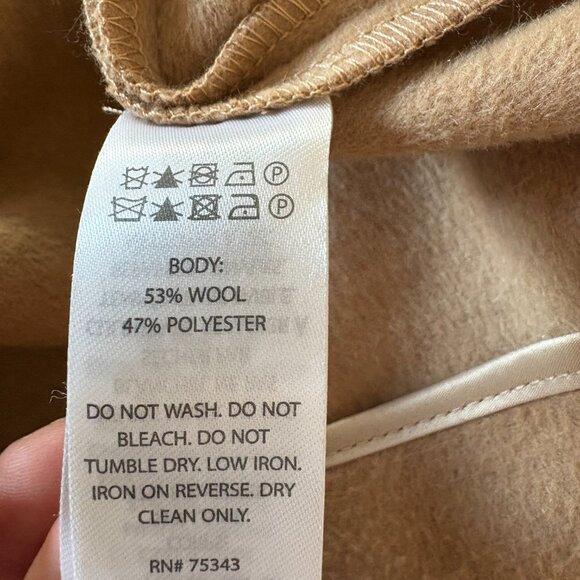 P
P
BODY:
53% WOOL
47% POLYESTER
DO NOT WASH. DO NOT
BLEACH. DO NOT
TUMBLE DRY. LOW IRON.
IRON ON REVERSE. DRY
CLEAN ONLY.
RN# 75343